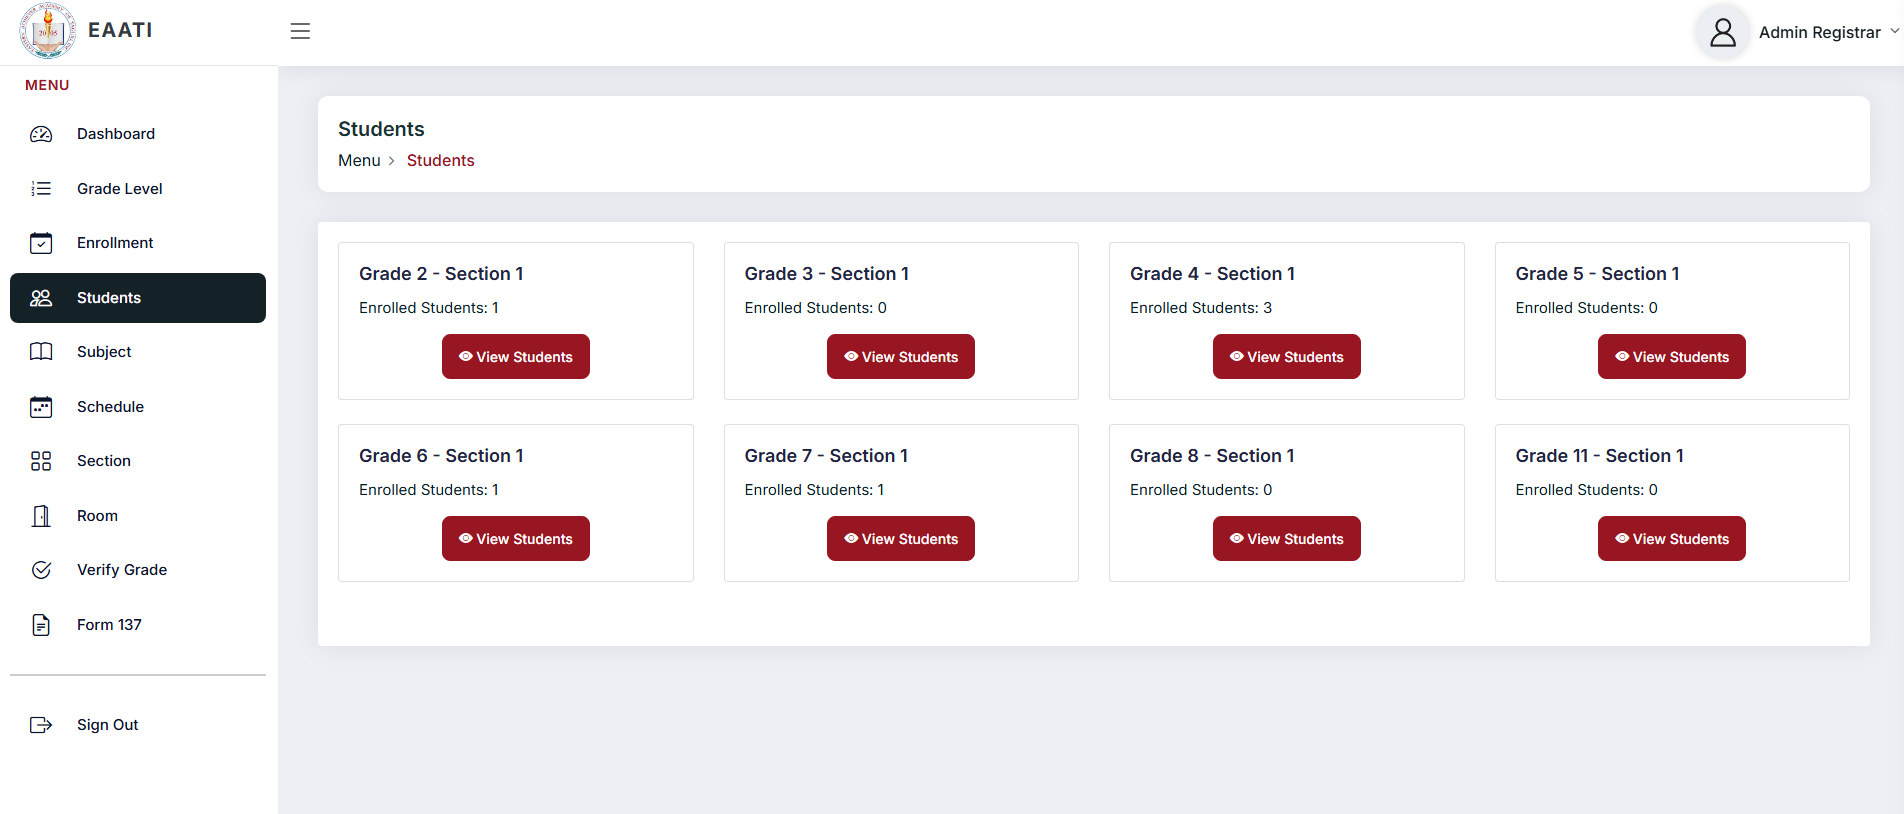 EAATI
Admin Registrar
MENU
Dashboard
Grade Level
Enrollment
Students
Subject
Schedule
Section
Room
Verify Grade
Form 137
Sign Out
Students
Menu > Students
Grade 2 - Section 1
Enrolled Students: 1
View Students
Grade 3 - Section 1
Enrolled Students: 0
View Students
Grade 4 - Section 1
Enrolled Students: 3
View Students
Grade 5 - Section 1
Enrolled Students: 0
View Students
Grade 6 - Section 1
Enrolled Students: 1
View Students
Grade 7 - Section 1
Enrolled Students: 1
View Students
Grade 8 - Section 1
Enrolled Students: 0
View Students
Grade 11 - Section 1
Enrolled Students: 0
View Students